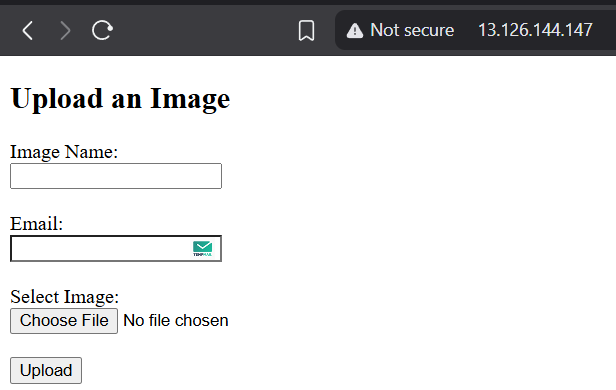 Not secure 13.126.144.147
Upload an Image
Image Name:
Email:
TEMPMAIL
Select Image:
Choose File No file chosen
Upload